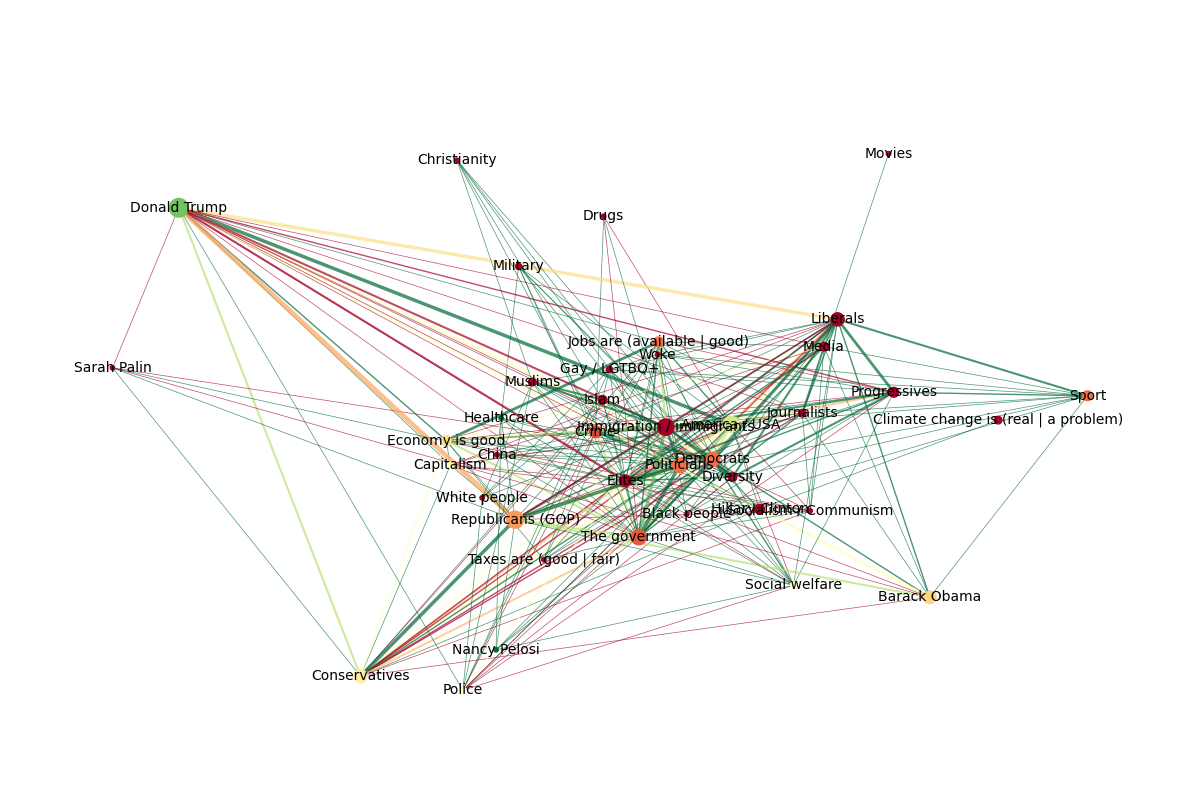 Christianity
Movies
Donald Trump
Drugs
Military
Liberals
Jobs are (available | good)
Media
Woke
Sarah Palin
Gay / LGTBQ+
Muslims
Progressives
Sport
Islam
Journalists
Healthcare
Climate change is (real | a problem)
America / USA
Immigration / immigrants
Crime
Economy is good
China
Democrats
Capitalism
Politicians
Diversity
Elites
White people
Hillary Clinton
Socialism / Communism
Black people
Republicans (GOP)
The government
Taxes are (good | fair)
Social welfare
Barack Obama
Nancy Pelosi
Conservatives
Police